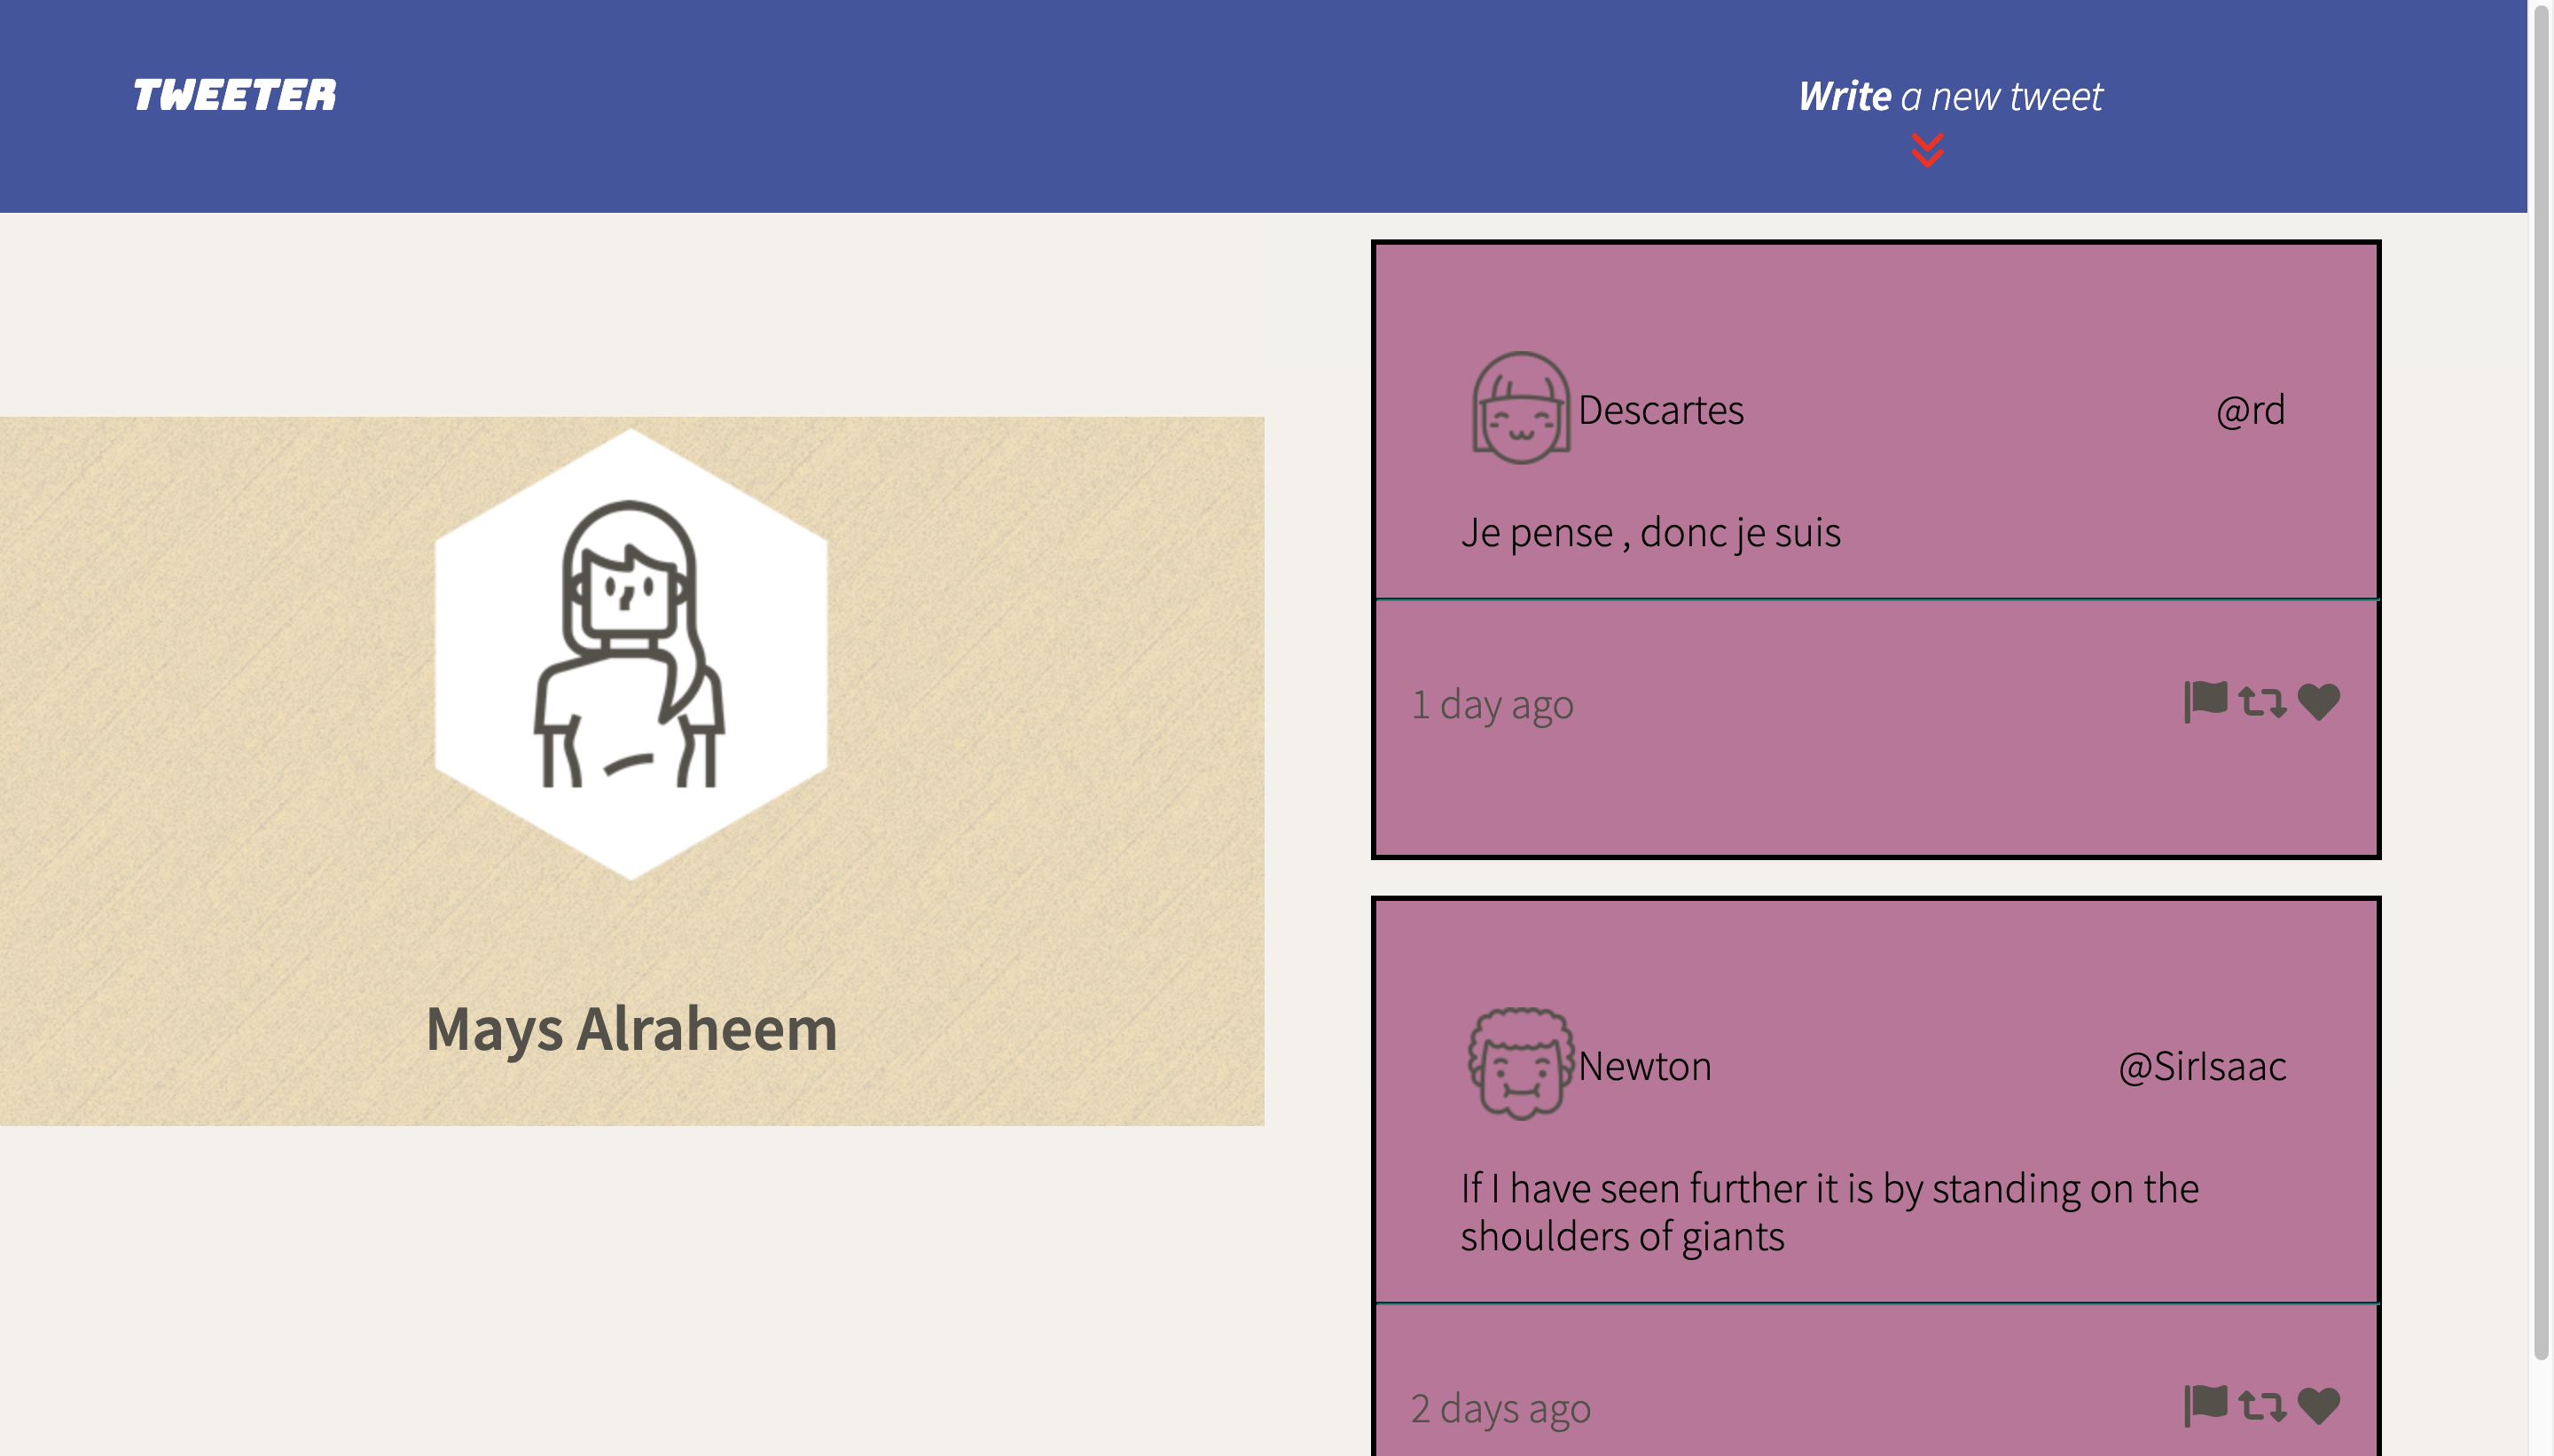 TWEETER
Write a new tweet
Mays Alraheem
Descartes
@rd
Je pense , donc je suis
1 day ago
Newton
@SirIsaac
If I have seen further it is by standing on the
shoulders of giants
2 days ago